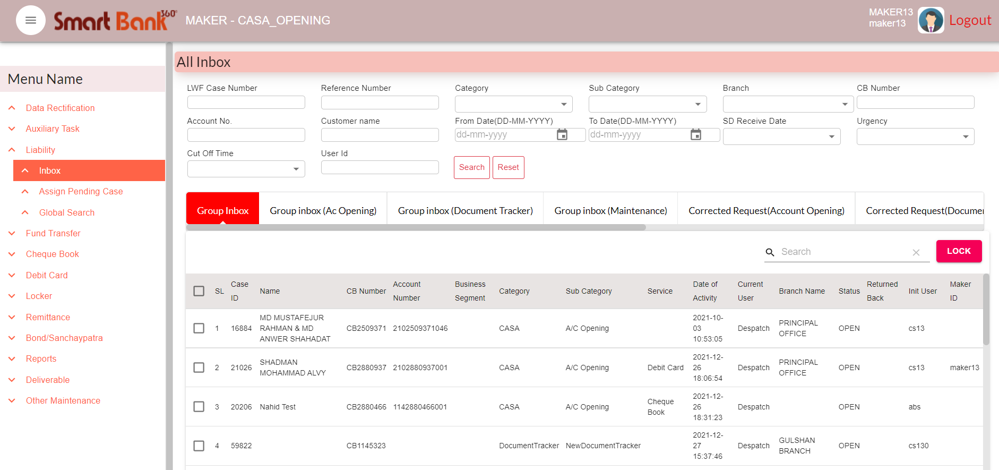 Smart Bank 360°
MAKER - CASA_OPENING
MAKER13
maker13
Logout
Menu Name
Data Rectification
Auxiliary Task
Liability
Inbox
Assign Pending Case
Global Search
Fund Transfer
Cheque Book
Debit Card
Locker
Remittance
Bond/Sanchaypatra
Reports
Deliverable
Other Maintenance
All Inbox
LWF Case Number Reference Number Category Sub Category Branch CB Number
Account No. Customer name From Date(DD-MM-YYYY) To Date(DD-MM-YYYY) SD Receive Date Urgency
dd-mm-yyyy dd-mm-yyyy
Cut Off Time User Id
Search Reset
Group Inbox Group inbox (Ac Opening) Group inbox (Document Tracker) Group inbox (Maintenance) Corrected Request(Account Opening) Corrected Request(Documer
Search LOCK
SL Case ID Name CB Number Account Number Business Segment Category Sub Category Service Date of Activity Current User Branch Name Status Returned Back Init User Maker ID
1 16884 MD MUSTAFEJUR RAHMAN & MD ANWER SHAHADAT CB2509371 2102509371046 CASA A/C Opening 2021-10-03 10:53:05 Despatch PRINCIPAL OFFICE OPEN cs13
2 21026 SHADMAN MOHAMMAD ALVY CB2880937 2102880937001 CASA A/C Opening Debit Card 2021-12-26 18:06:54 Despatch PRINCIPAL OFFICE OPEN cs13 maker13
3 20206 Nahid Test CB2880466 1142880466001 CASA A/C Opening Cheque Book 2021-12-26 18:31:23 Despatch OPEN abs
4 59822 CB1145323 DocumentTracker NewDocumentTracker 2021-12-27 15:37:46 Despatch GULSHAN BRANCH OPEN cs130